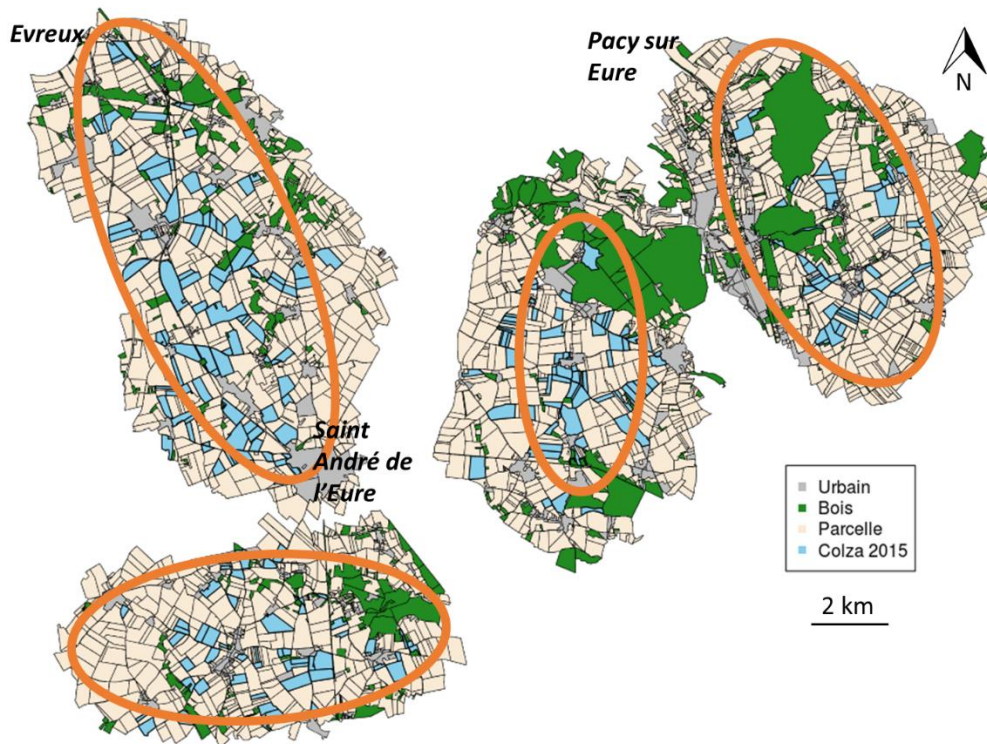 Evreux
Pacy sur
Eure
N
Saint
André de
l'Eure
Urbain
Bois
Parcelle
Colza 2015
2 km